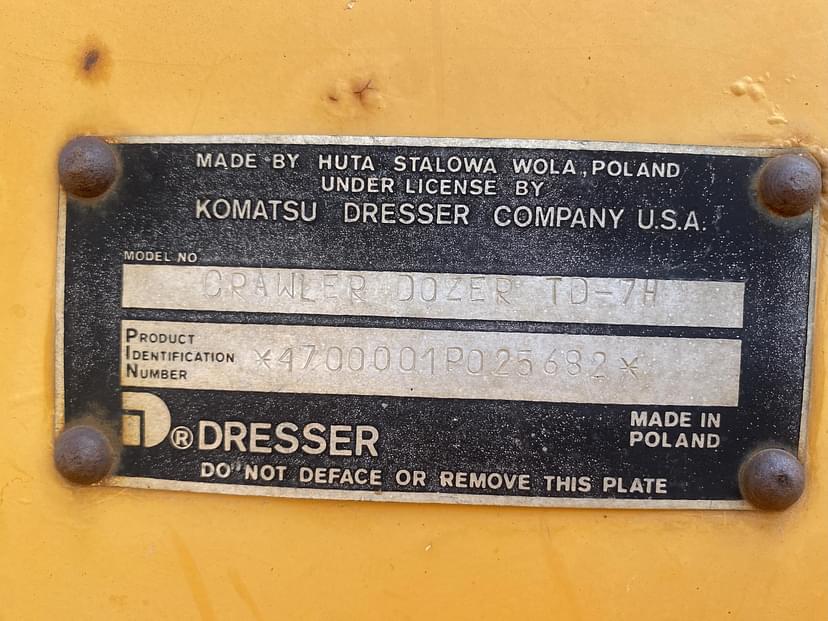 MADE BY HUTA STALOWA WOLA, POLAND
UNDER LICENSE BY
KOMATSU DRESSER COMPANY U.S.A.
MODEL NO
CRAWLER DOZER TD-7H
PRODUCT
IDENTIFICATION
NUMBER
*4700001P025682*
® DRESSER
MADE IN
POLAND
DO NOT DEFACE OR REMOVE THIS PLATE